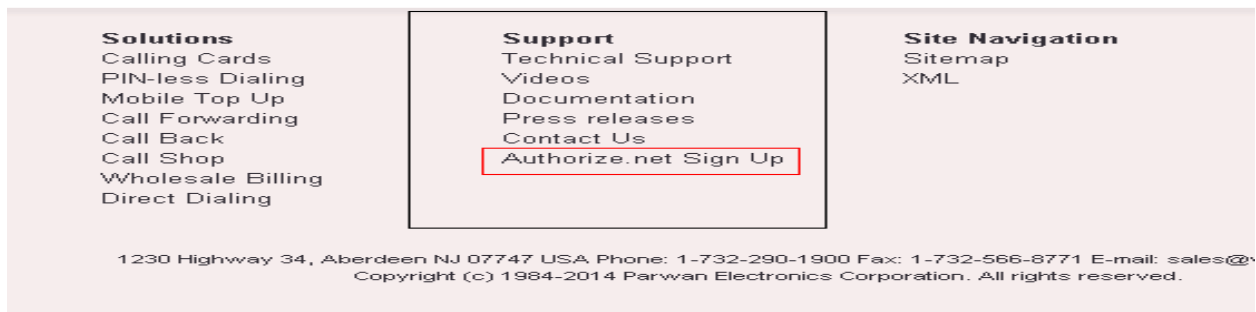 Solutions
Calling Cards
PIN-less Dialing
Mobile Top Up
Call Forwarding
Call Back
Call Shop
Wholesale Billing
Direct Dialing
Support
Technical Support
Videos
Documentation
Press releases
Contact Us
Authorize.net Sign Up
Site Navigation
Sitemap
XML
1230 Highway 34, Aberdeen NJ 07747 USA Phone: 1-732-290-1900 Fax: 1-732-566-8771 E-mail: sales@
Copyright (c) 1984-2014 Parwan Electronics Corporation. All rights reserved.